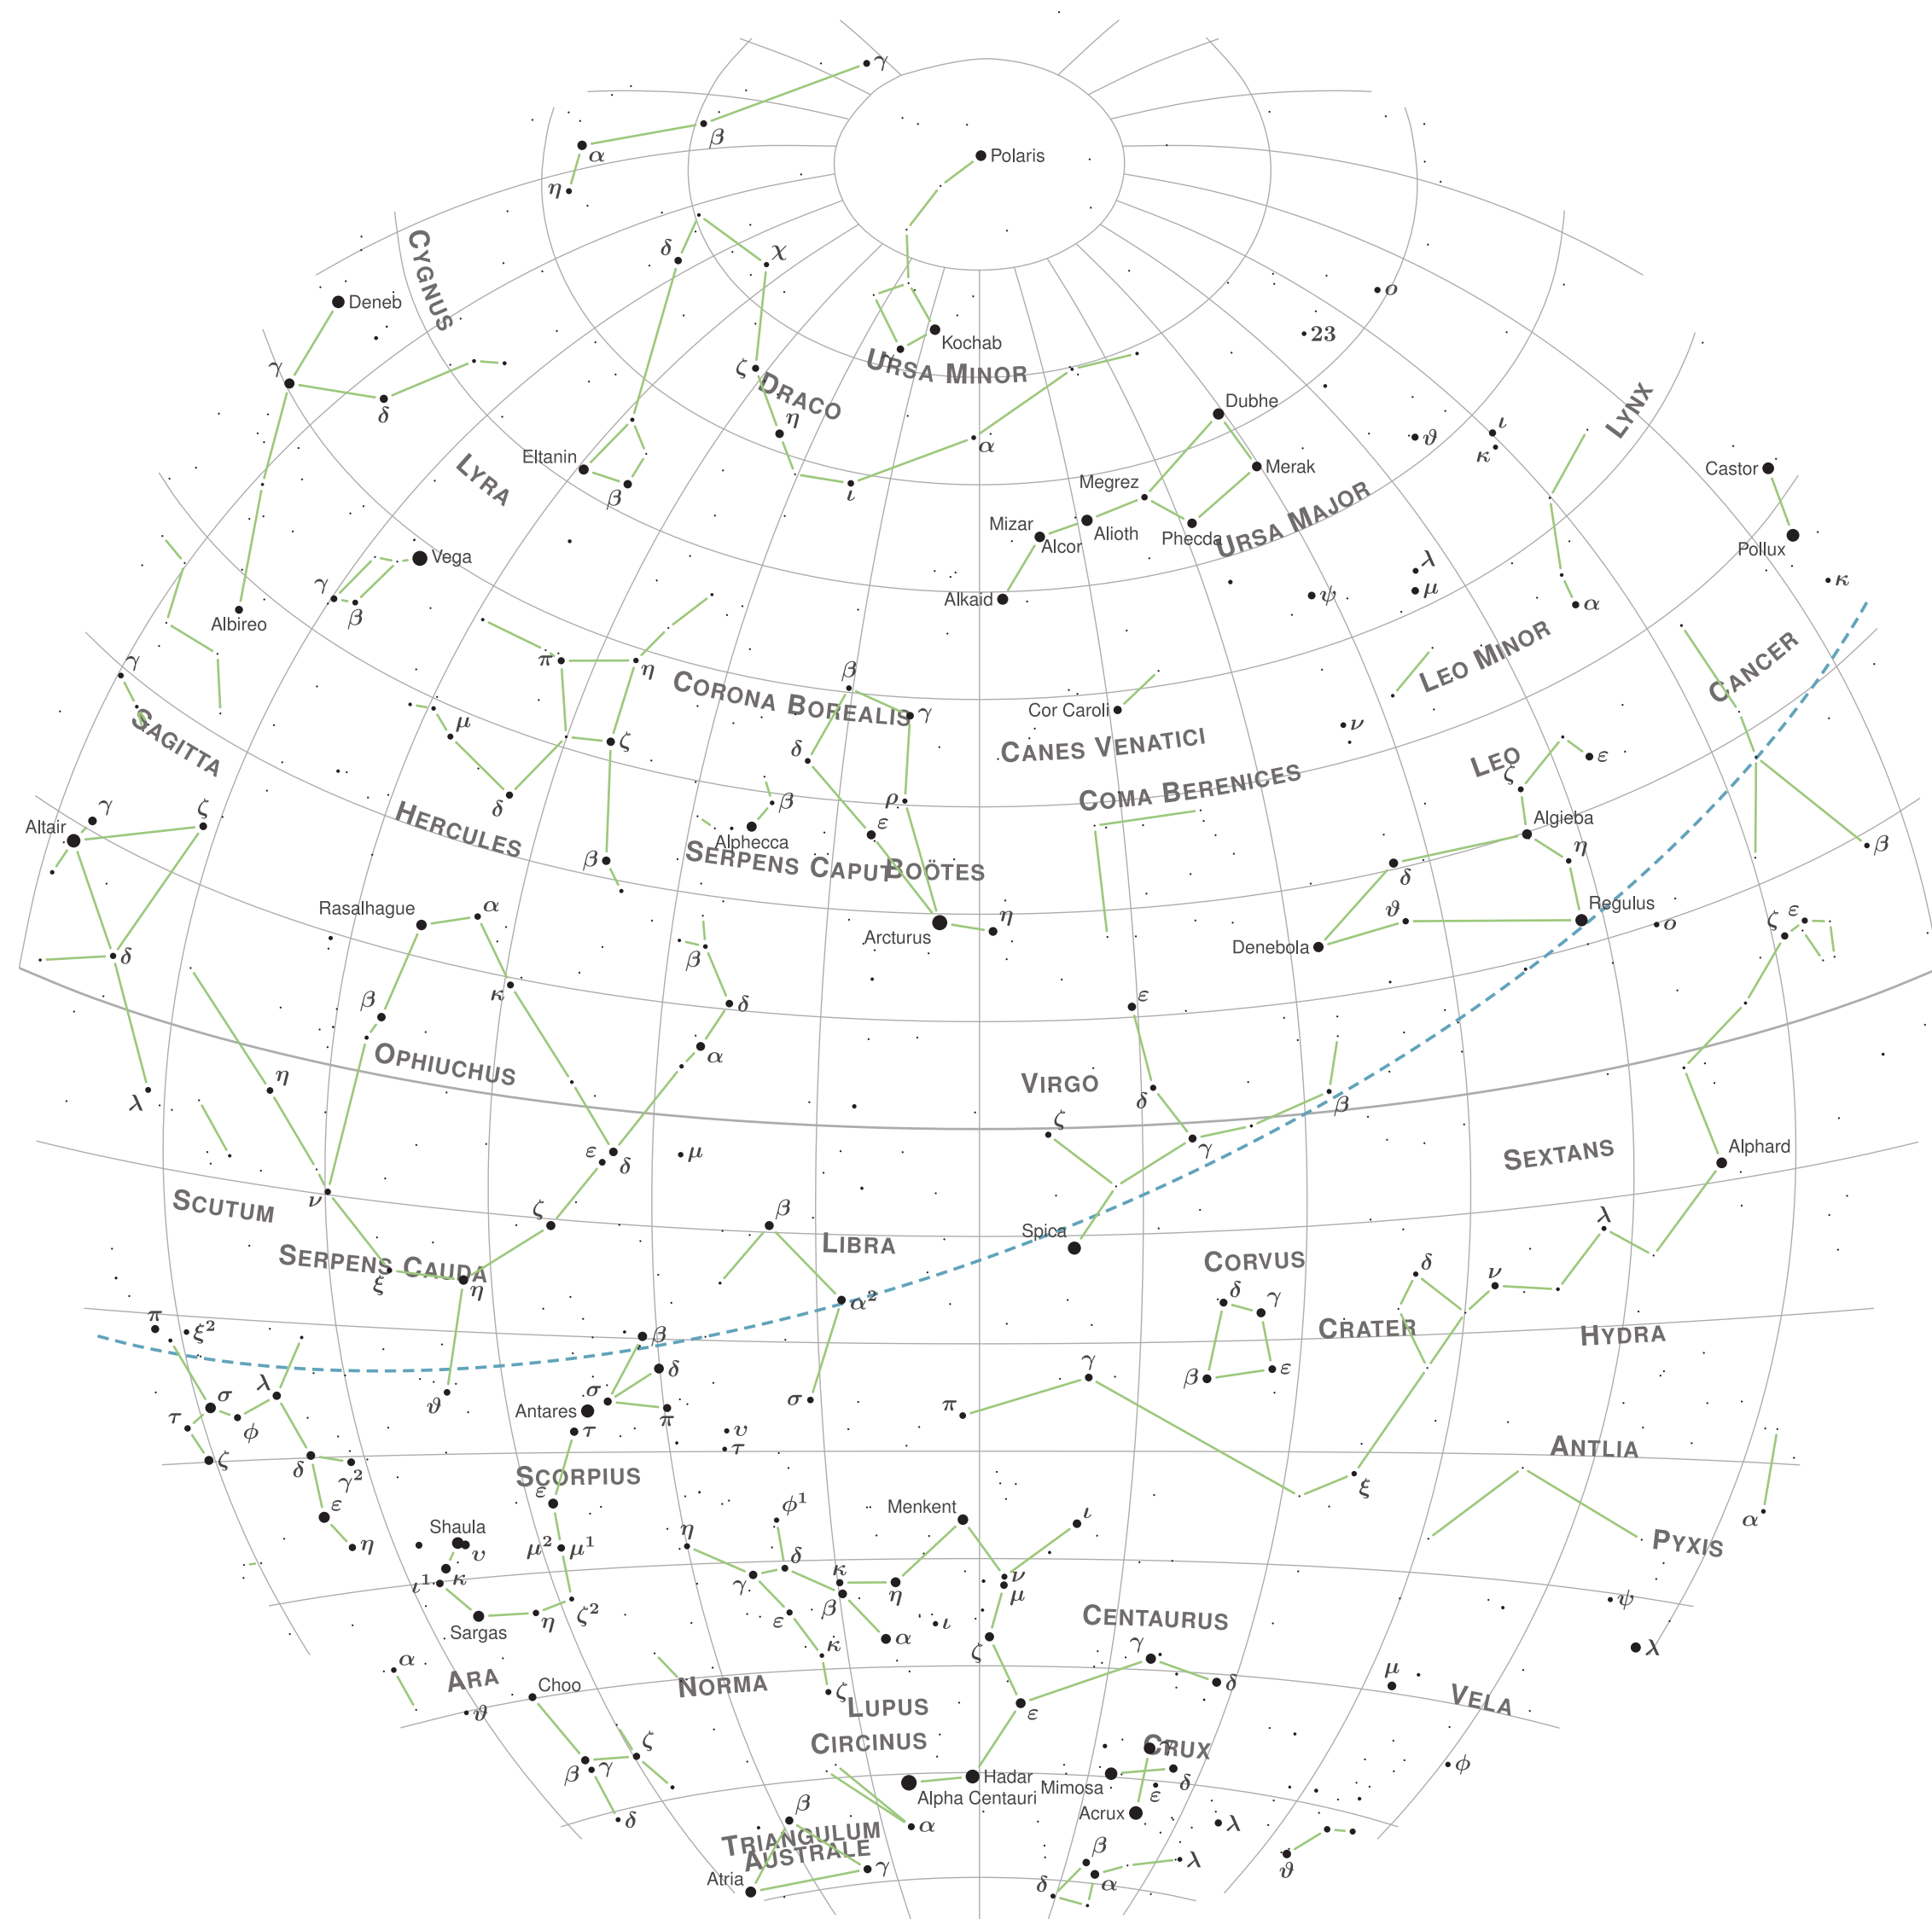 γ
β
α
η
Polaris
δ
χ
CYGNUS
Deneb
ο
23
Kochab
γ
URSA MINOR
γ
ζ
DRACO
δ
η
Dubhe
LYNX
ι
ϑ
κ
α
Eltanin
Merak
Castor
LYRA
β
ι
Megrez
URSA MAJOR
Mizar
Alioth
Phecda
Alcor
Pollux
Vega
λ
κ
γ
β
Alkaid
ψ
μ
α
Albireo
γ
π
η
β
LEO MINOR
CANCER
CORONA BOREALIS
γ
Cor Caroli
ν
SAGITTA
μ
ζ
δ
CANES VENATICI
LEO
ε
ζ
COMA BERENICES
γ
ζ
δ
β
ρ
Algieba
Altair
HERCULES
ε
Alphecca
SERPENS CAPUT
BOÖTES
β
η
β
δ
Rasalhague
α
η
ϑ
Regulus
ο
ζ
ε
Arcturus
Denebola
δ
β
κ
β
δ
ε
OPHIUCHUS
α
VIRGO
η
λ
δ
β
ζ
ε
δ
μ
γ
SEXTANS
Alphard
SCUTUM
ν
ζ
β
Spica
LIBRA
λ
CORVUS
SERPENS CAUDA
ξ
η
δ
ν
α²
δ
γ
π
ξ²
β
CRATER
HYDRA
δ
γ
β
ε
σ
λ
ϑ
σ
Antares
π
σ
π
τ
ϕ
τ
υ
τ
ANTLIA
ζ
δ
γ²
SCORPIUS
ξ
ε
ε
ϕ¹
Menkent
ι
α
Shaula
η
PYXIS
η
υ
μ²
μ¹
δ
κ
ν
ι¹
κ
γ
β
η
μ
ψ
Sargas
η
ζ²
ε
ι
CENTAURUS
α
κ
ζ
γ
λ
α
ARA
Choo
NORMA
ζ
δ
μ
VELA
ϑ
LUPUS
ε
ζ
CIRCINUS
CRUX
γ
β
γ
Hadar
Mimosa
δ
ϕ
Alpha Centauri
ε
δ
β
Acrux
λ
α
TRIANGULUM
AUSTRALE
β
γ
λ
ϑ
Atria
δ
α